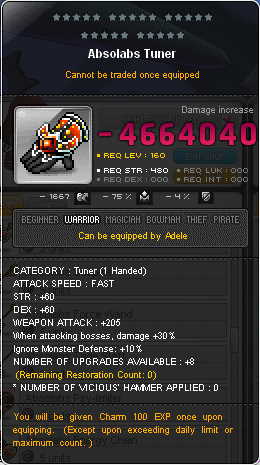 Absolabs Tuner
Cannot be traded once equipped
Damage increase
-4664040
• REQ LEV : 160
• REQ STR : 480 • REQ LUK : 000
• REQ DEX : 000 • REQ INT : 000
- 1667 - 75 % - 4 %
BEGINNER WARRIOR MAGICIAN BOWMAN THIEF PIRATE
Can be equipped by Adele
CATEGORY : Tuner (1 Handed)
ATTACK SPEED : FAST
STR : +60
DEX : +60
WEAPON ATTACK : +205
When attacking bosses, damage +30%
Ignore Monster Defense: +10%
NUMBER OF UPGRADES AVAILABLE : +8
(Remaining Restoration Count: 0)
* NUMBER OF VICIOUS' HAMMER APPLIED : 0
You will be given Charm 100 EXP once upon
equipping. (Except upon exceeding daily limit or
maximum count. )